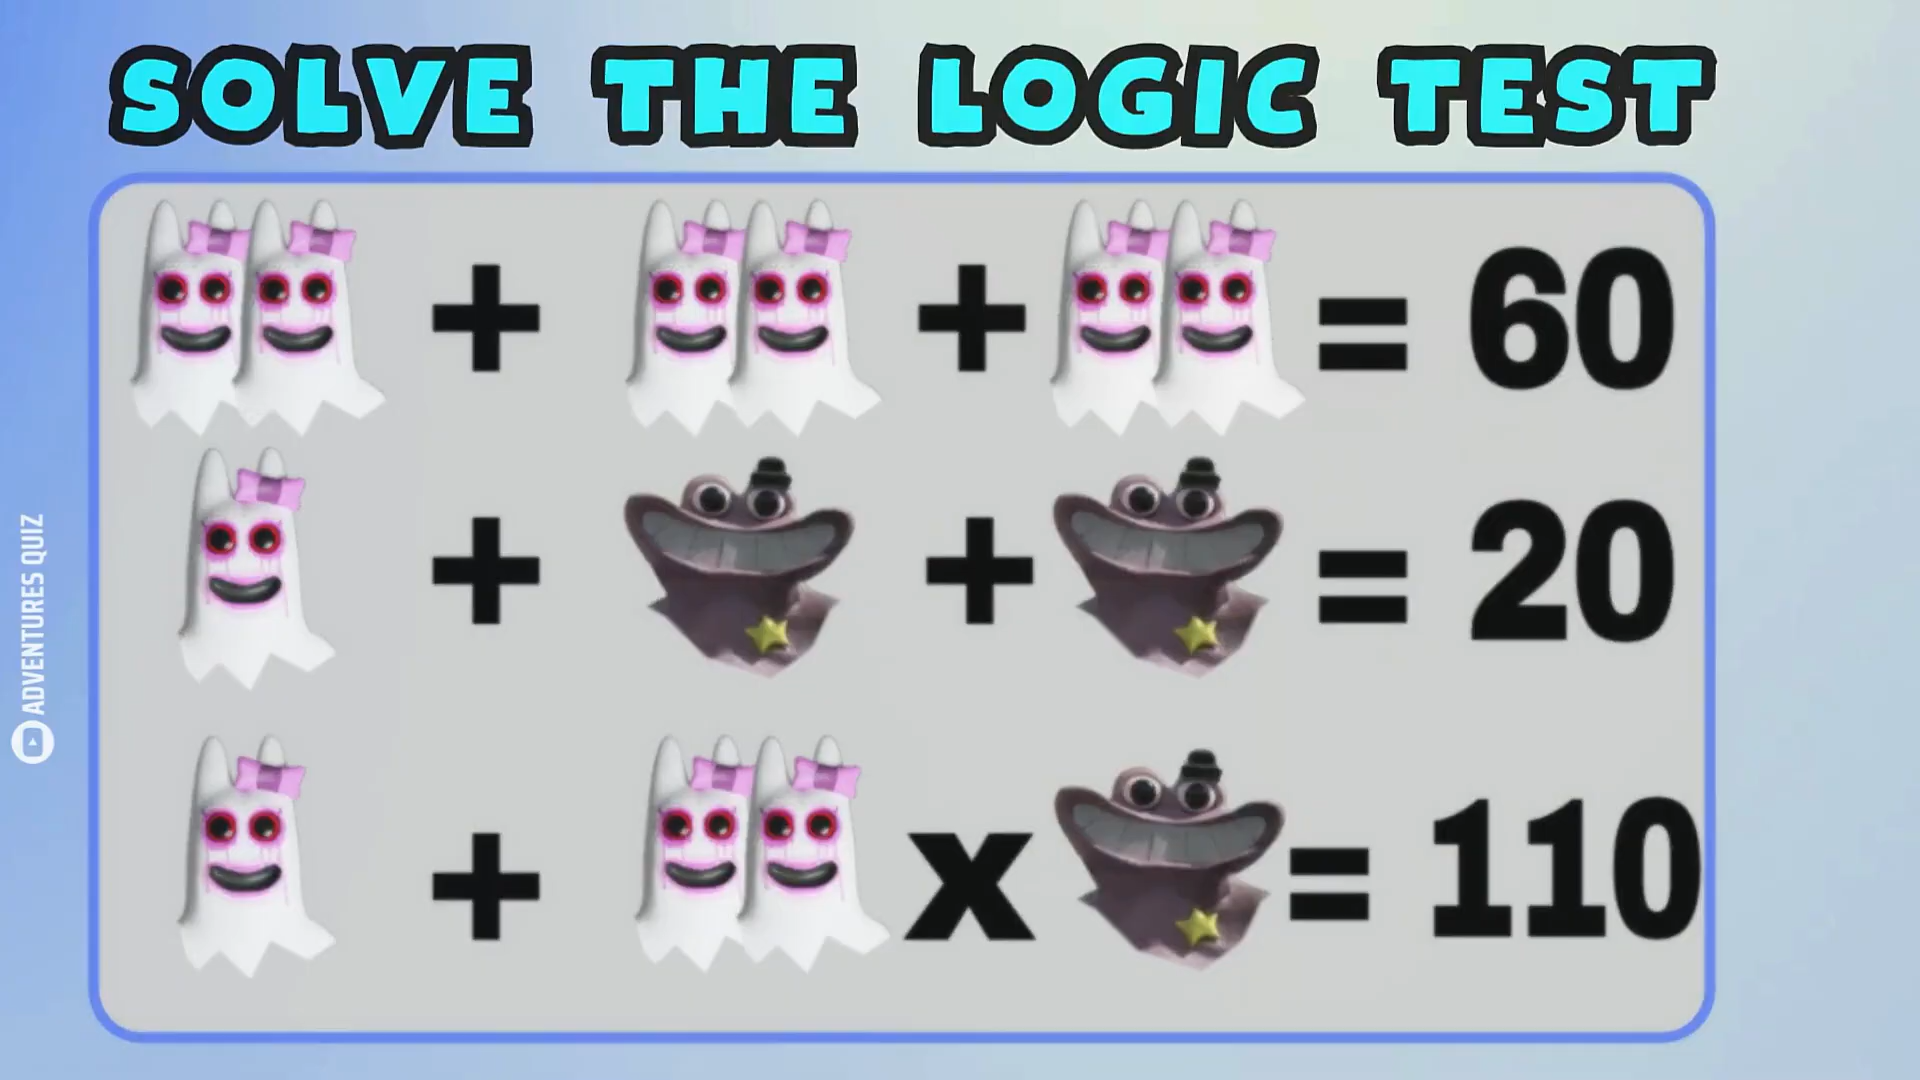 SOLVE THE LOGIC TEST
+ + = 60
+ + = 20
+ x = 110
ADVENTURES QUIZ